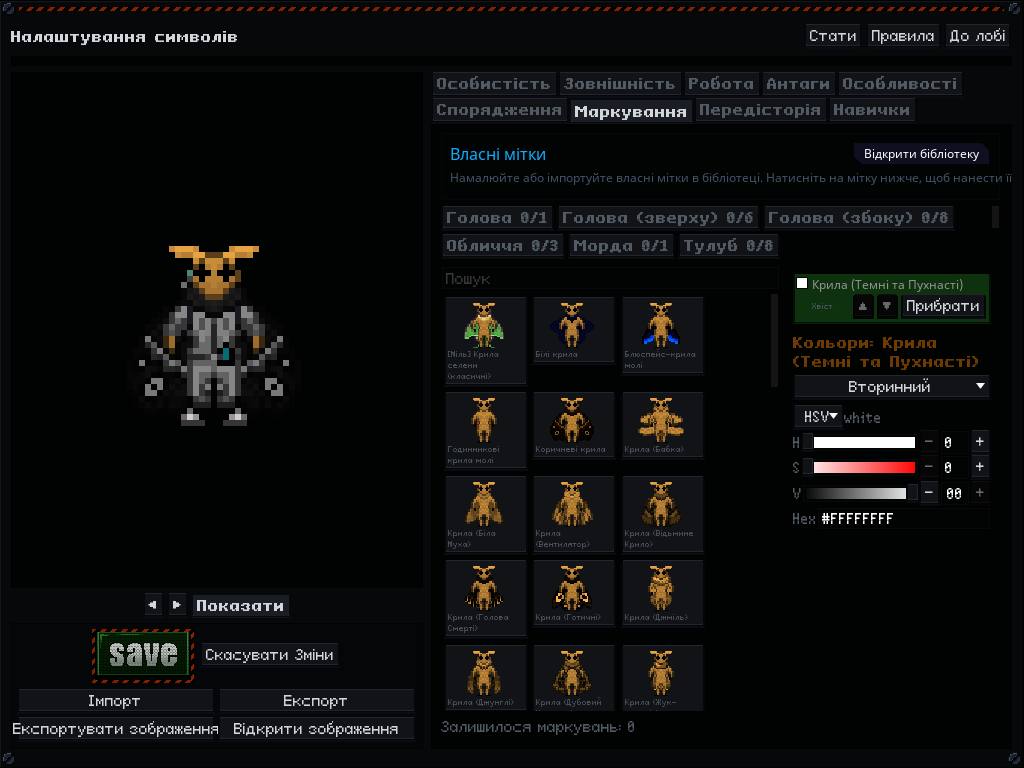 Налаштування символів
Стати Правила До лобі
Особистість Зовнішність Робота Антаги Особливості
Спорядження Маркування Передісторія Навички
Власні мітки
Відкрити бібліотеку
Намалюйте або імпортуйте власні мітки в бібліотеці. Натисніть на мітку нижче, щоб нанести її
Голова 0/1 Голова (зверху) 0/6 Голова (збоку) 0/8
Обличчя 0/3 Морда 0/1 Тулуб 0/8
Пошук
Крила (Темні та Пухнасті)
Хвіст ▲ ▼ Прибрати
Кольори: Крила
(Темні та Пухнасті)
Вторинний
HSV white
H 0 +
S 0 +
V 00 +
Hex #FFFFFFFF
Крила
селени
(класичні)
Білі крила
Блюспейс-крила
молі
Годинникові
крила молі
Коричневі крила
Крила (Бабка)
Крила (Біла
Муха)
Крила
(Вентилятор)
Крила (Відьмине
Крило)
Крила (Голова
Смерті)
Крила (Готичні)
Крила (Джміль)
Крила (Джунглі)
Крила (Дубовий
Крила (Жук-
Залишилося маркувань: 0
◀ ▶ Показати
save
Скасувати Зміни
Імпорт Експорт
Експортувати зображення Відкрити зображення